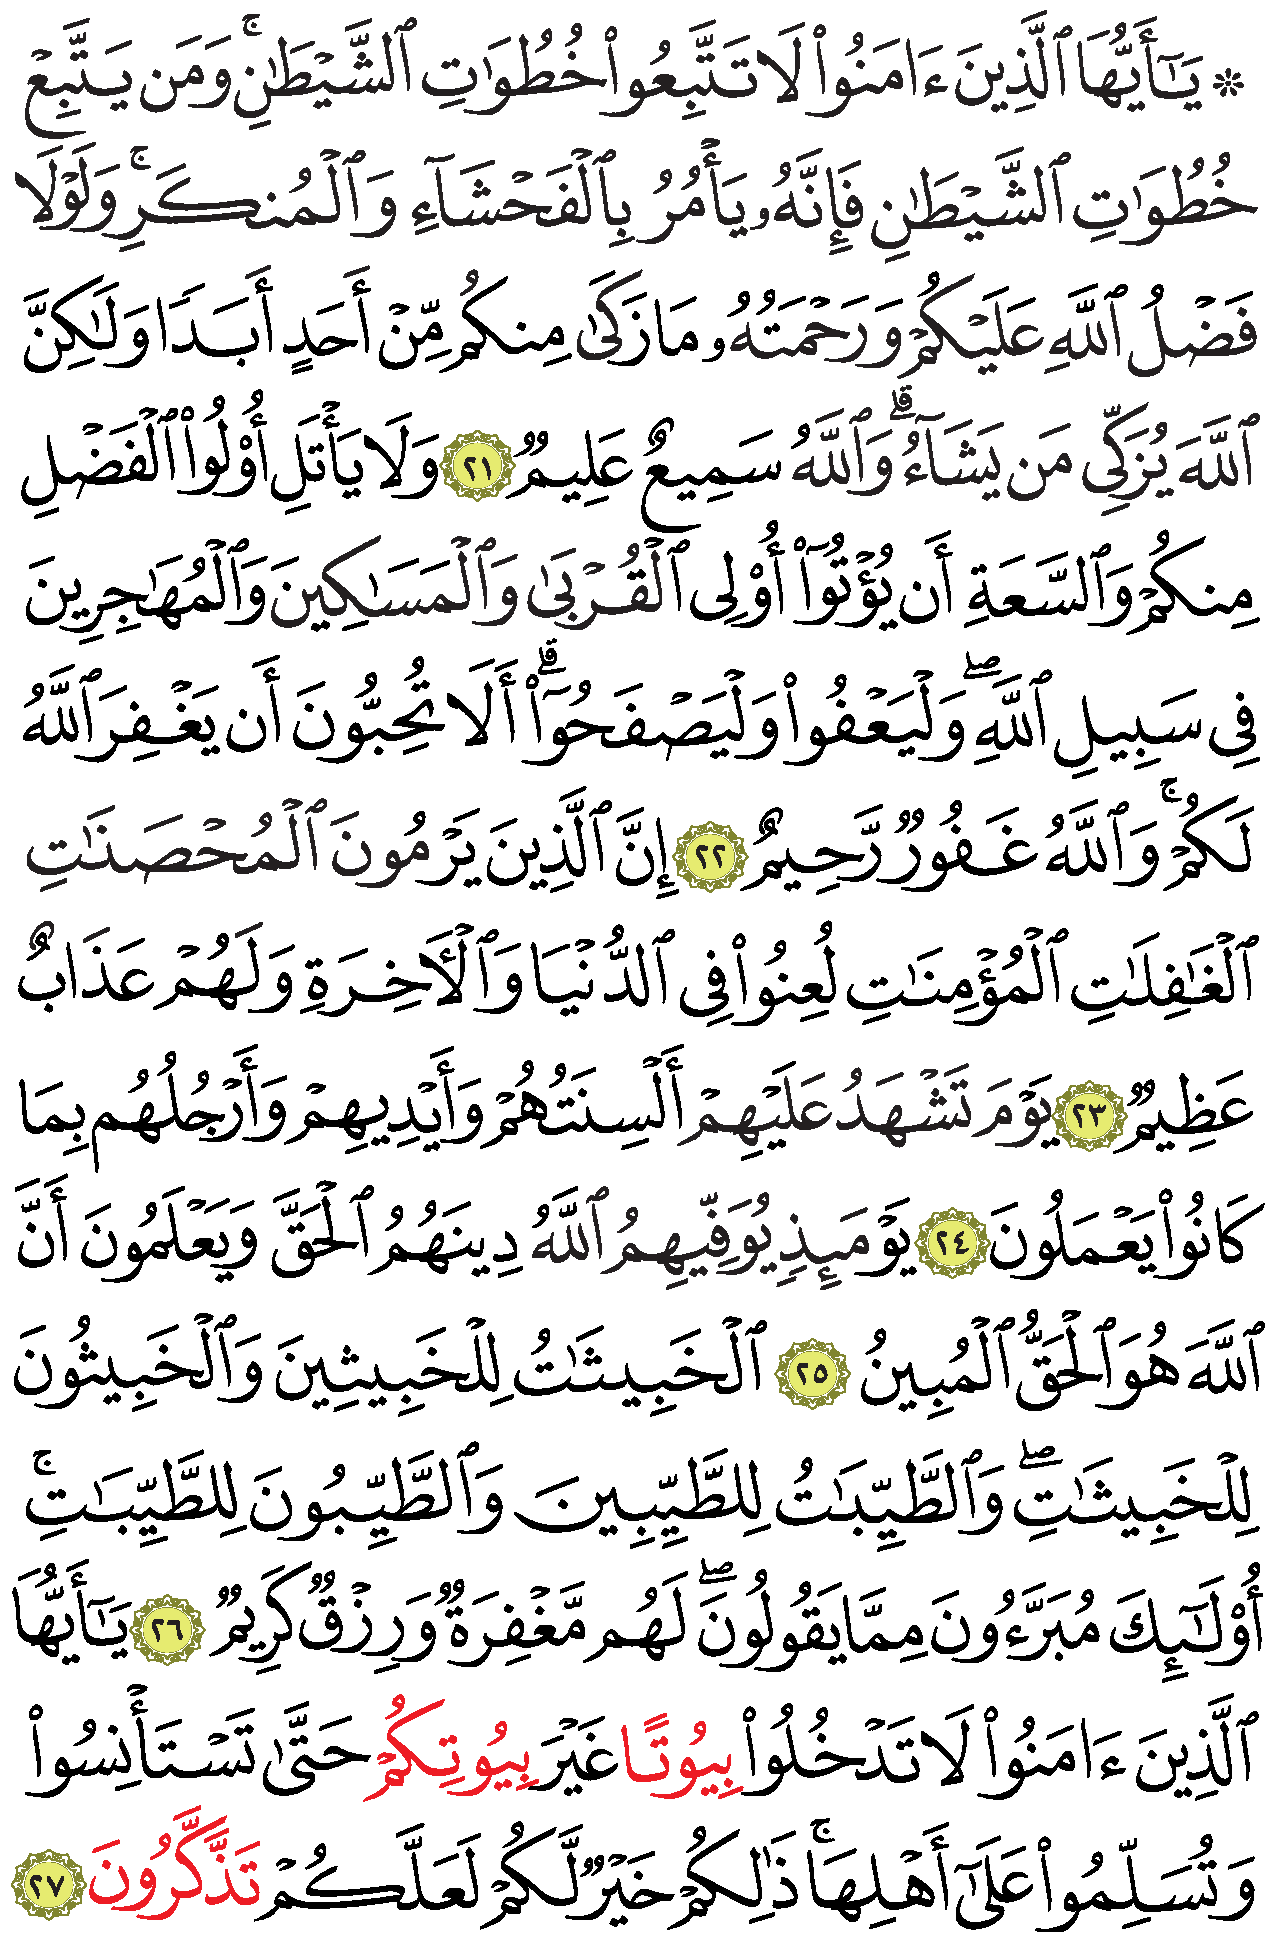 ۞ يَـٰٓأَيُّهَا ٱلَّذِينَ ءَامَنُوا۟ لَا تَتَّبِعُوا۟ خُطُوَٰتِ ٱلشَّيْطَـٰنِ ۚ وَمَن يَتَّبِعْ
خُطُوَٰتِ ٱلشَّيْطَـٰنِ فَإِنَّهُۥ يَأْمُرُ بِٱلْفَحْشَآءِ وَٱلْمُنكَرِ ۚ وَلَوْلَا
فَضْلُ ٱللَّهِ عَلَيْكُمْ وَرَحْمَتُهُۥ مَا زَكَىٰ مِنكُم مِّنْ أَحَدٍ أَبَدًا وَلَـٰكِنَّ
ٱللَّهَ يُزَكِّى مَن يَشَآءُ ۗ وَٱللَّهُ سَمِيعٌ عَلِيمٌ ٢١ وَلَا يَأْتَلِ أُو۟لُوا۟ ٱلْفَضْلِ
مِنكُمْ وَٱلسَّعَةِ أَن يُؤْتُوٓا۟ أُو۟لِى ٱلْقُرْبَىٰ وَٱلْمَسَـٰكِينَ وَٱلْمُهَـٰجِرِينَ
فِى سَبِيلِ ٱللَّهِ ۖ وَلْيَعْفُوا۟ وَلْيَصْفَحُوٓا۟ ۗ أَلَا تُحِبُّونَ أَن يَغْفِرَ ٱللَّهُ
لَكُمْ ۚ وَٱللَّهُ غَفُورٌ رَّحِيمٌ ٢٢ إِنَّ ٱلَّذِينَ يَرْمُونَ ٱلْمُحْصَنَـٰتِ
ٱلْغَـٰفِلَـٰتِ ٱلْمُؤْمِنَـٰتِ لُعِنُوا۟ فِى ٱلدُّنْيَا وَٱلْـَٔاخِرَةِ وَلَهُمْ عَذَابٌ
عَظِيمٌ ٢٣ يَوْمَ تَشْهَدُ عَلَيْهِمْ أَلْسِنَتُهُمْ وَأَيْدِيهِمْ وَأَرْجُلُهُم بِمَا
كَانُوا۟ يَعْمَلُونَ ٢٤ يَوْمَئِذٍ يُوَفِّيهِمُ ٱللَّهُ دِينَهُمُ ٱلْحَقَّ وَيَعْلَمُونَ أَنَّ
ٱللَّهَ هُوَ ٱلْحَقُّ ٱلْمُبِينُ ٢٥ ٱلْخَبِيثَـٰتُ لِلْخَبِيثِينَ وَٱلْخَبِيثُونَ
لِلْخَبِيثَـٰتِ ۖ وَٱلطَّيِّبَـٰتُ لِلطَّيِّبِينَ وَٱلطَّيِّبُونَ لِلطَّيِّبَـٰتِ ۚ
أُو۟لَـٰٓئِكَ مُبَرَّءُونَ مِمَّا يَقُولُونَ ۖ لَهُم مَّغْفِرَةٌ وَرِزْقٌ كَرِيمٌ ٢٦ يَـٰٓأَيُّهَا
ٱلَّذِينَ ءَامَنُوا۟ لَا تَدْخُلُوا۟ بِيُوتًا غَيْرَ بِيُوتِكُمْ حَتَّىٰ تَسْتَأْنِسُوا۟
وَتُسَلِّمُوا۟ عَلَىٰٓ أَهْلِهَا ۚ ذَٰلِكُمْ خَيْرٌ لَّكُمْ لَعَلَّكُمْ تَذَّكَّرُونَ ٢٧